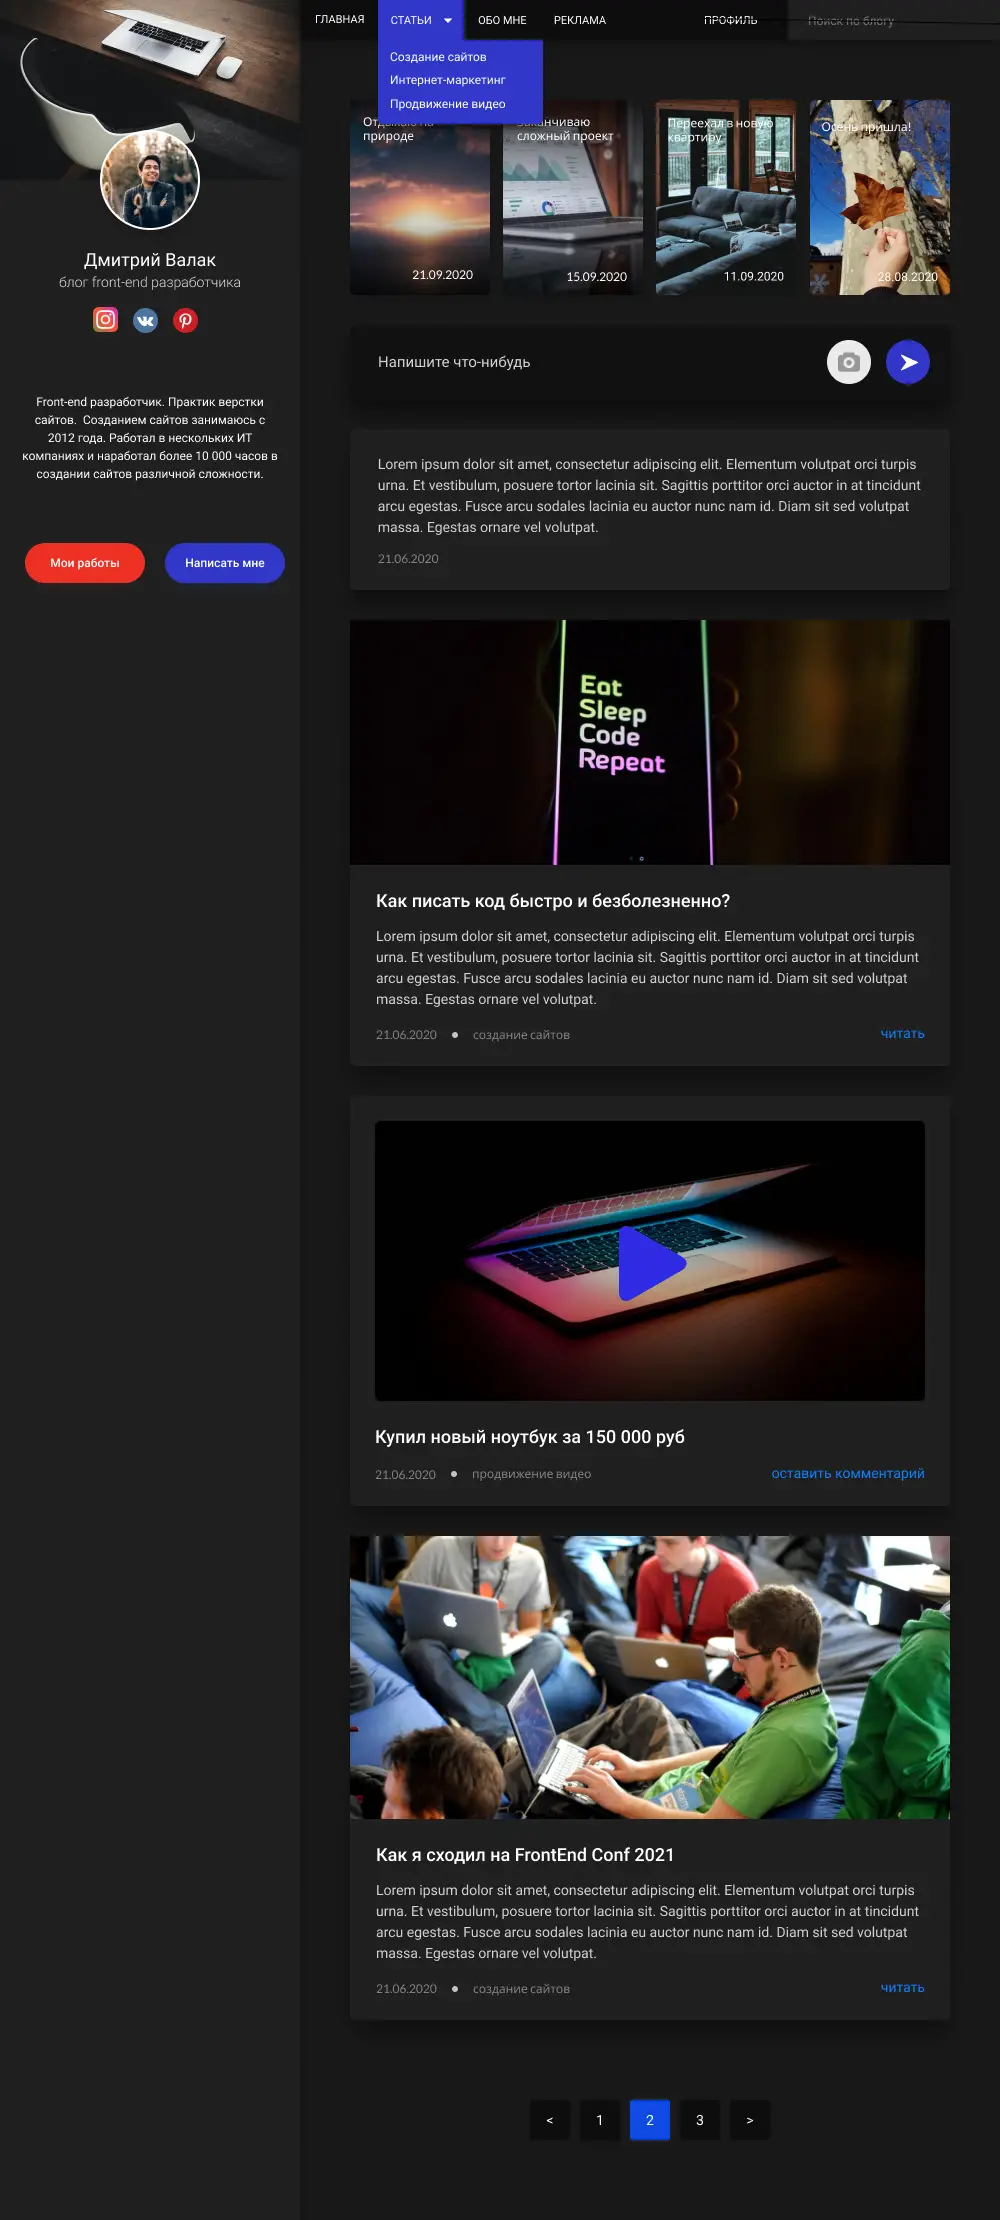 ГЛАВНАЯ
СТАТЬИ
ОБО МНЕ
РЕКЛАМА
ПРОФИЛЬ
Поиск по блогу
Создание сайтов
Интернет-маркетинг
Продвижение видео
Дмитрий Валак
блог front-end разработчика
Front-end разработчик. Практик верстки
сайтов. Созданием сайтов занимаюсь с
2012 года. Работал в нескольких ИТ
компаниях и наработал более 10 000 часов в
создании сайтов различной сложности.
Мои работы
Написать мне
Отдыхаю на
природе
21.09.2020
Заканчиваю
сложный проект
15.09.2020
Переехал в новую
квартиру
11.09.2020
Осень пришла!
28.08.2020
Напишите что-нибудь
Lorem ipsum dolor sit amet, consectetur adipiscing elit. Elementum volutpat orci turpis
urna. Et vestibulum, posuere tortor lacinia sit. Sagittis porttitor orci auctor in at tincidunt
arcu egestas. Fusce arcu sodales lacinia eu auctor nunc nam id. Diam sit sed volutpat
massa. Egestas ornare vel volutpat.
21.06.2020
Eat
Sleep
Code
Repeat
Как писать код быстро и безболезненно?
Lorem ipsum dolor sit amet, consectetur adipiscing elit. Elementum volutpat orci turpis
urna. Et vestibulum, posuere tortor lacinia sit. Sagittis porttitor orci auctor in at tincidunt
arcu egestas. Fusce arcu sodales lacinia eu auctor nunc nam id. Diam sit sed volutpat
massa. Egestas ornare vel volutpat.
21.06.2020 • создание сайтов
читать
Купил новый ноутбук за 150 000 руб
21.06.2020 • продвижение видео
оставить комментарий
Как я сходил на FrontEnd Conf 2021
Lorem ipsum dolor sit amet, consectetur adipiscing elit. Elementum volutpat orci turpis
urna. Et vestibulum, posuere tortor lacinia sit. Sagittis porttitor orci auctor in at tincidunt
arcu egestas. Fusce arcu sodales lacinia eu auctor nunc nam id. Diam sit sed volutpat
massa. Egestas ornare vel volutpat.
21.06.2020 • создание сайтов
читать
< 1 2 3 >